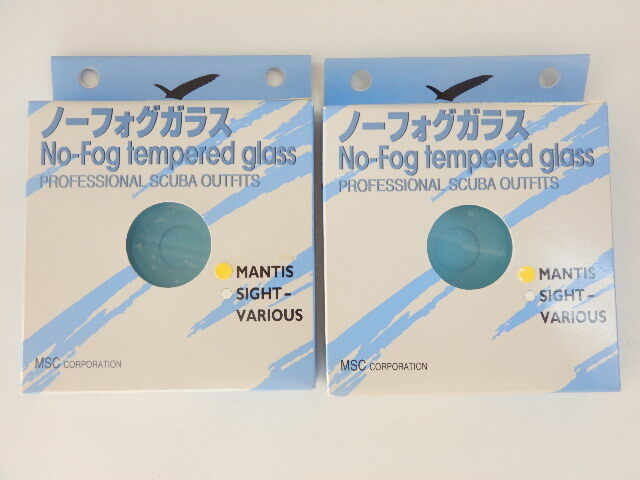 ノーフォグガラス
No-Fog tempered glass
PROFESSIONAL SCUBA OUTFITS
MANTIS
SIGHT-
VARIOUS
MSC CORPORATION
ノーフォグガラス
No-Fog tempered glass
PROFESSIONAL SCUBA OUTFITS
MANTIS
SIGHT-
VARIOUS
MSC CORPORATION